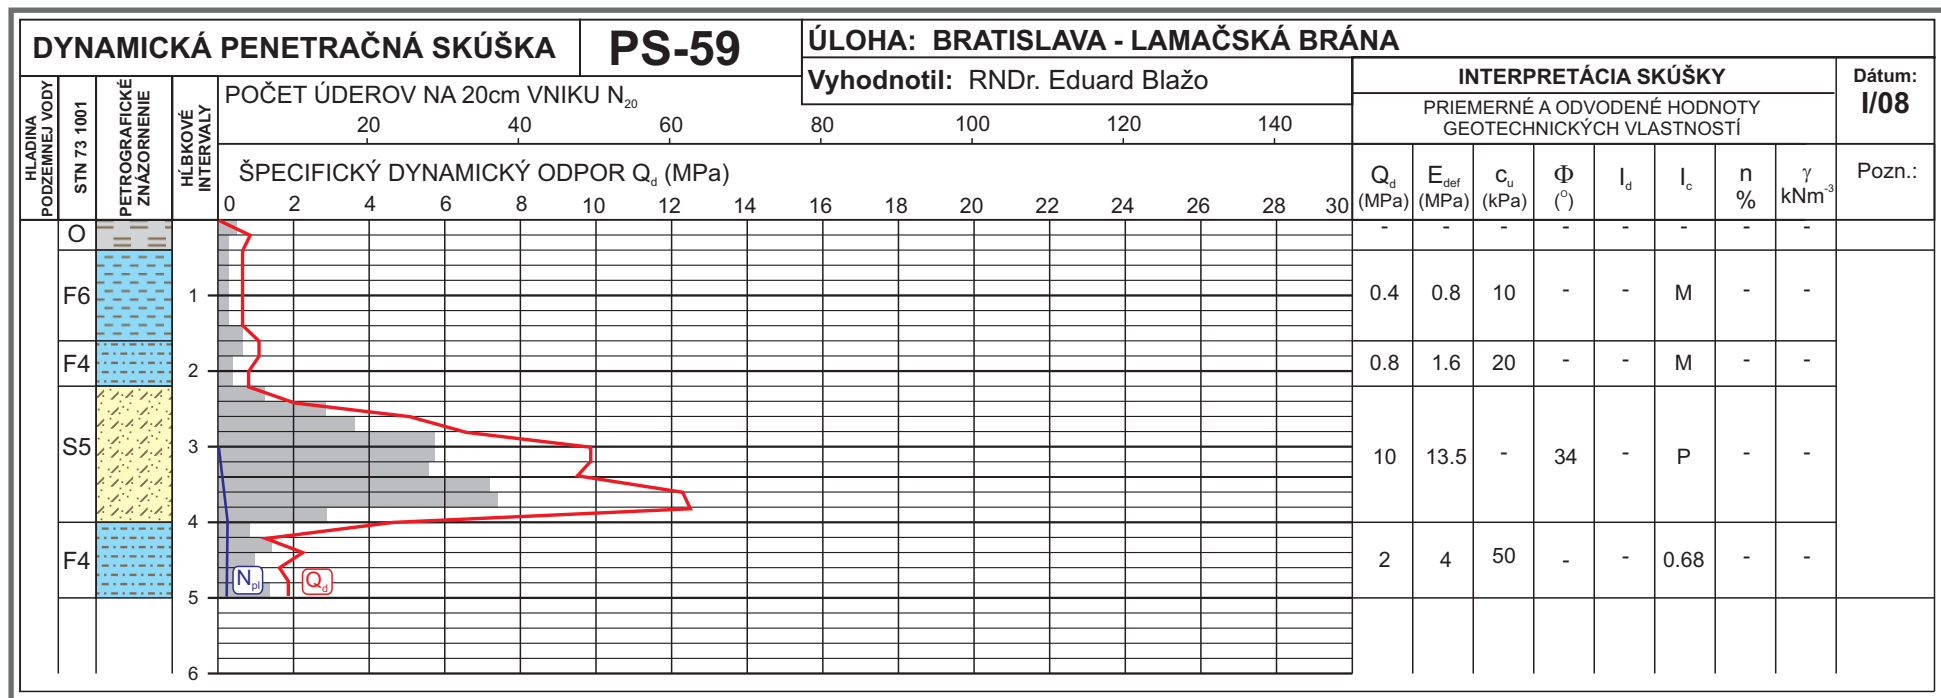 DYNAMICKÁ PENETRAČNÁ SKÚŠKA
PS-59
ÚLOHA: BRATISLAVA - LAMAČSKÁ BRÁNA
Vyhodnotil: RNDr. Eduard Blažo
INTERPRETÁCIA SKÚŠKY
PRIEMERNÉ A ODVODENÉ HODNOTY
GEOTECHNICKÝCH VLASTNOSTÍ
Dátum:
I/08
HLADINA
PODZEMNEJ VODY
STN 73 1001
PETROGRAFICKÉ
ZNÁZORNENIE
HĹBKOVÉ
INTERVALY
POČET ÚDEROV NA 20cm VNIKU N20
20 40 60 80 100 120 140
ŠPECIFICKÝ DYNAMICKÝ ODPOR Qd (MPa)
0 2 4 6 8 10 12 14 16 18 20 22 24 26 28 30
Qd (MPa)
Edef (MPa)
cu (kPa)
Φ (°)
Id
Ic
n %
γ kNm-3
Pozn.:
O - - - - - - - -
F6 1 0.4 0.8 10 - - M - -
F4 2 0.8 1.6 20 - - M - -
S5 3 10 13.5 - 34 - P - -
4
F4 2 4 50 - - 0.68 - -
Npl Qd
5
6